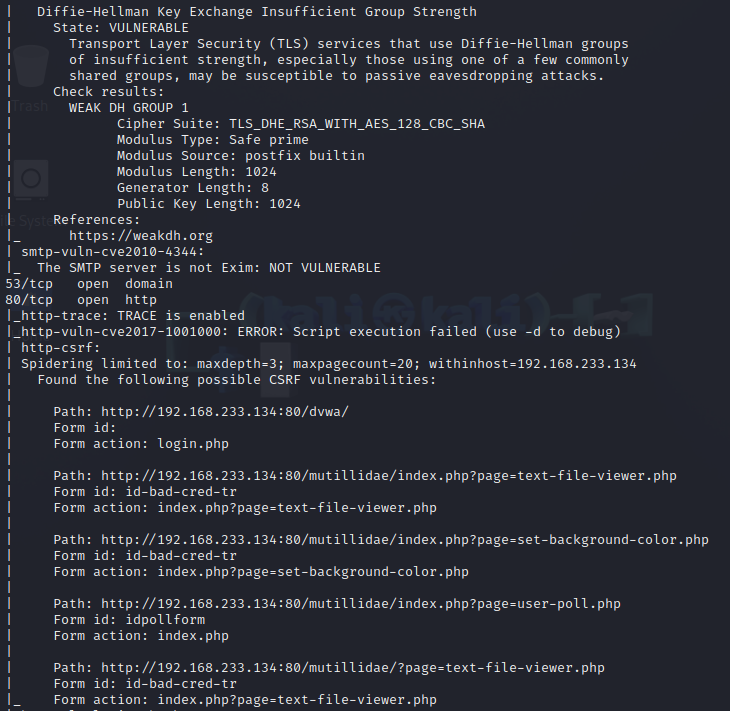 |   Diffie-Hellman Key Exchange Insufficient Group Strength
|     State: VULNERABLE
|       Transport Layer Security (TLS) services that use Diffie-Hellman groups
|       of insufficient strength, especially those using one of a few commonly
|       shared groups, may be susceptible to passive eavesdropping attacks.
|     Check results:
|       WEAK DH GROUP 1
|             Cipher Suite: TLS_DHE_RSA_WITH_AES_128_CBC_SHA
|             Modulus Type: Safe prime
|             Modulus Source: postfix builtin
|             Modulus Length: 1024
|             Generator Length: 8
|             Public Key Length: 1024
|     References:
|_      https://weakdh.org
| smtp-vuln-cve2010-4344:
|_  The SMTP server is not Exim: NOT VULNERABLE
53/tcp   open  domain
80/tcp   open  http
|_http-trace: TRACE is enabled
|_http-vuln-cve2017-1001000: ERROR: Script execution failed (use -d to debug)
| http-csrf:
| Spidering limited to: maxdepth=3; maxpagecount=20; withinhost=192.168.233.134
|   Found the following possible CSRF vulnerabilities:
|
|     Path: http://192.168.233.134:80/dvwa/
|     Form id:
|     Form action: login.php
|
|     Path: http://192.168.233.134:80/mutillidae/index.php?page=text-file-viewer.php
|     Form id: id-bad-cred-tr
|     Form action: index.php?page=text-file-viewer.php
|
|     Path: http://192.168.233.134:80/mutillidae/index.php?page=set-background-color.php
|     Form id: id-bad-cred-tr
|     Form action: index.php?page=set-background-color.php
|
|     Path: http://192.168.233.134:80/mutillidae/index.php?page=user-poll.php
|     Form id: idpollform
|     Form action: index.php
|
|     Path: http://192.168.233.134:80/mutillidae/?page=text-file-viewer.php
|     Form id: id-bad-cred-tr
|_    Form action: index.php?page=text-file-viewer.php
Trash